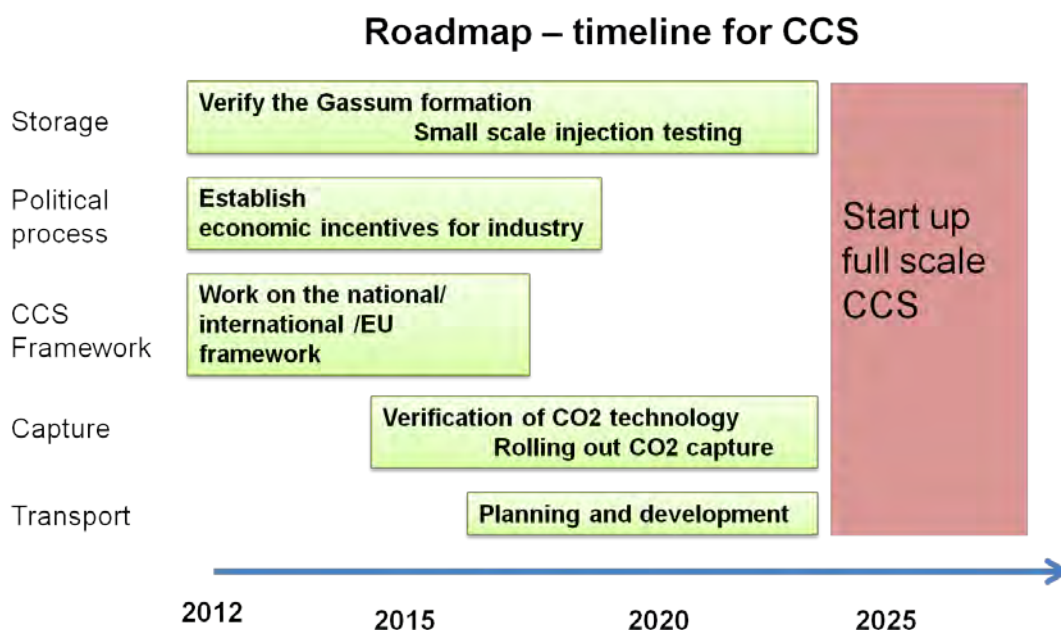 Roadmap – timeline for CCS
Storage
Verify the Gassum formation
Small scale injection testing
Political
process
Establish
economic incentives for industry
CCS
Framework
Work on the national/
international /EU
framework
Capture
Verification of CO2 technology
Rolling out CO2 capture
Transport
Planning and development
Start up
full scale
CCS
2012
2015
2020
2025